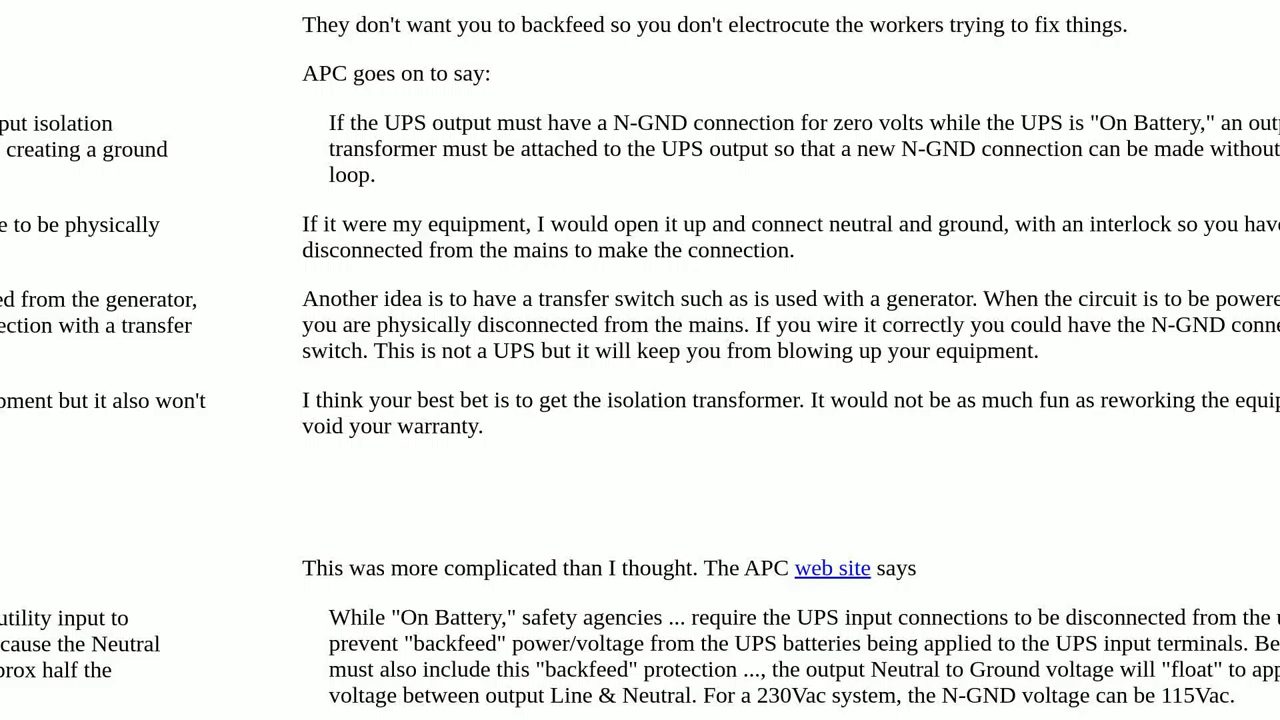 They don't want you to backfeed so you don't electrocute the workers trying to fix things.
APC goes on to say:
put isolation
creating a ground
If the UPS output must have a N-GND connection for zero volts while the UPS is "On Battery," an out
transformer must be attached to the UPS output so that a new N-GND connection can be made without
loop.
e to be physically
If it were my equipment, I would open it up and connect neutral and ground, with an interlock so you have
disconnected from the mains to make the connection.
ed from the generator,
ection with a transfer
Another idea is to have a transfer switch such as is used with a generator. When the circuit is to be powere
you are physically disconnected from the mains. If you wire it correctly you could have the N-GND conne
switch. This is not a UPS but it will keep you from blowing up your equipment.
pment but it also won't
I think your best bet is to get the isolation transformer. It would not be as much fun as reworking the equip
void your warranty.
This was more complicated than I thought. The APC web site says
utility input to
cause the Neutral
prox half the
While "On Battery," safety agencies ... require the UPS input connections to be disconnected from the u
prevent "backfeed" power/voltage from the UPS batteries being applied to the UPS input terminals. Be
must also include this "backfeed" protection ..., the output Neutral to Ground voltage will "float" to app
voltage between output Line & Neutral. For a 230Vac system, the N-GND voltage can be 115Vac.